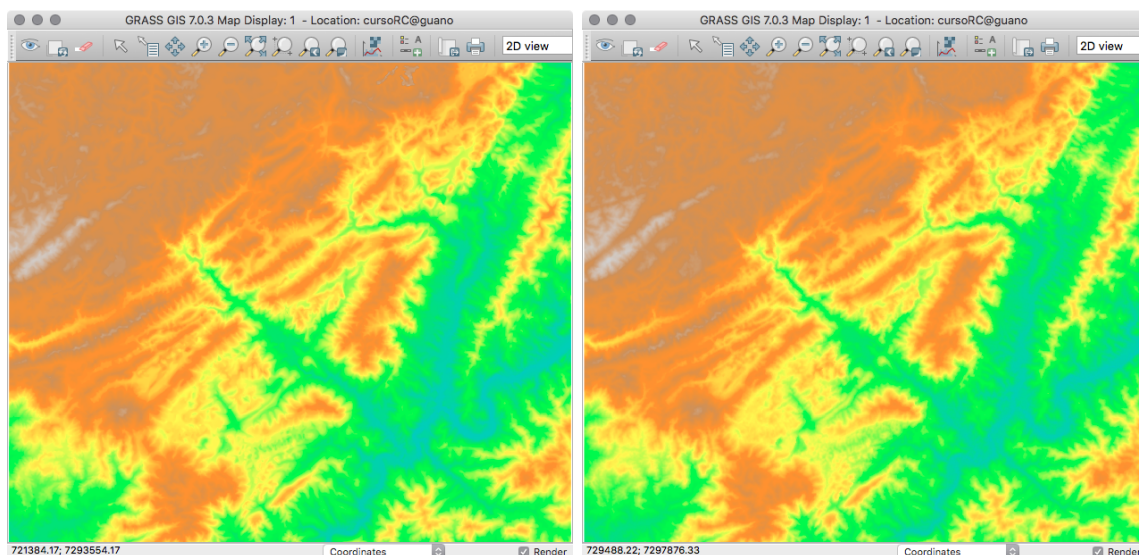 GRASS GIS 7.0.3 Map Display: 1 - Location: cursoRC@guano
2D view
721384.17; 7293554.17
Coordinates
Render
GRASS GIS 7.0.3 Map Display: 1 - Location: cursoRC@guano
2D view
729488.22; 7297876.33
Coordinates
Render